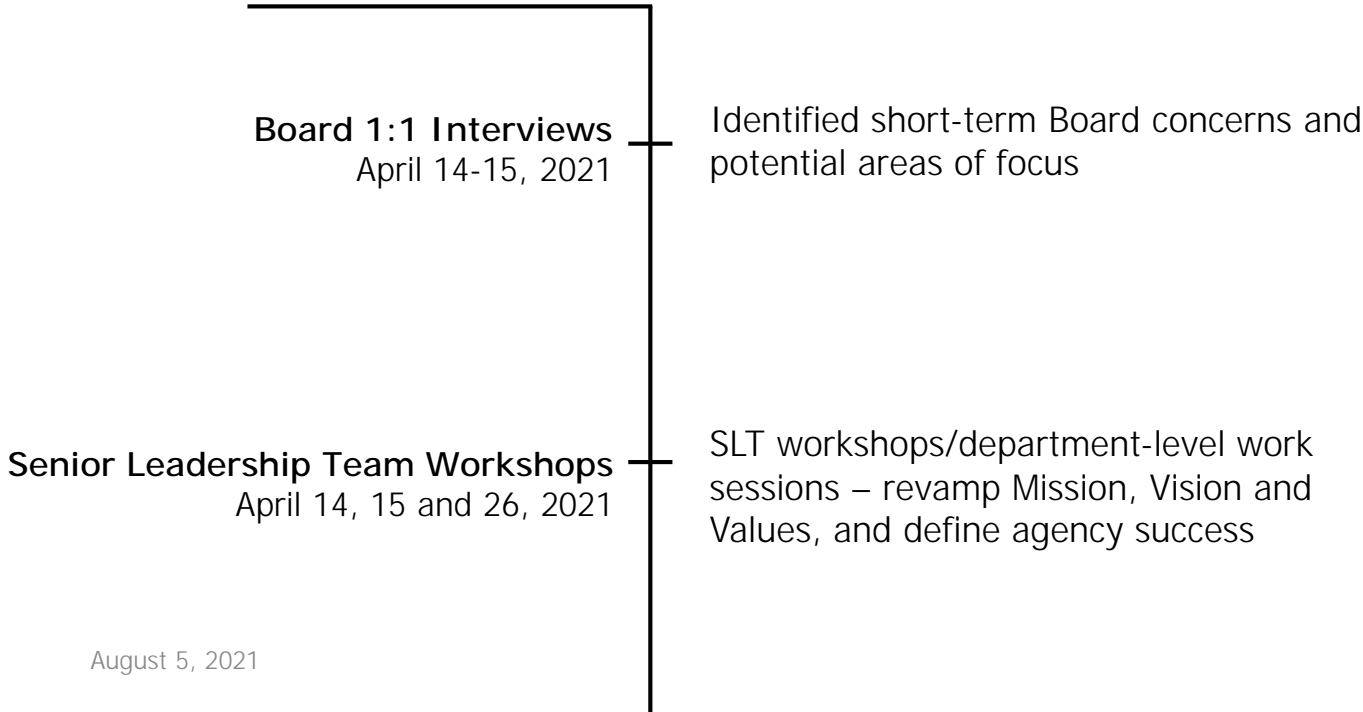 Board 1:1 Interviews
April 14-15, 2021
Identified short-term Board concerns and
potential areas of focus
Senior Leadership Team Workshops
April 14, 15 and 26, 2021
SLT workshops/department-level work
sessions – revamp Mission, Vision and
Values, and define agency success
August 5, 2021